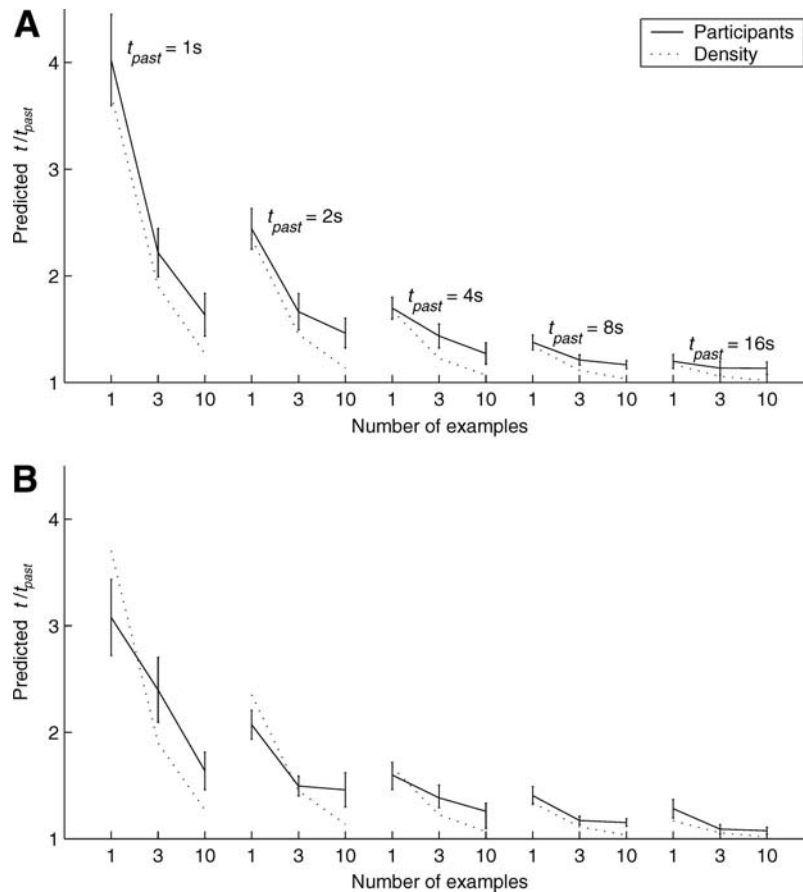 A
Participants
Density
t_past = 1s
t_past = 2s
t_past = 4s
t_past = 8s
t_past = 16s
Predicted t/t_past
4
3
2
1
1 3 10 1 3 10 1 3 10 1 3 10 1 3 10
Number of examples
B
Predicted t/t_past
4
3
2
1
1 3 10 1 3 10 1 3 10 1 3 10 1 3 10
Number of examples